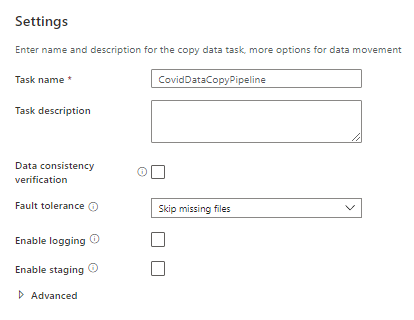 Settings
Enter name and description for the copy data task, more options for data movement
Task name *
CovidDataCopyPipeline
Task description
Data consistency
verification
Fault tolerance
Skip missing files
Enable logging
Enable staging
Advanced